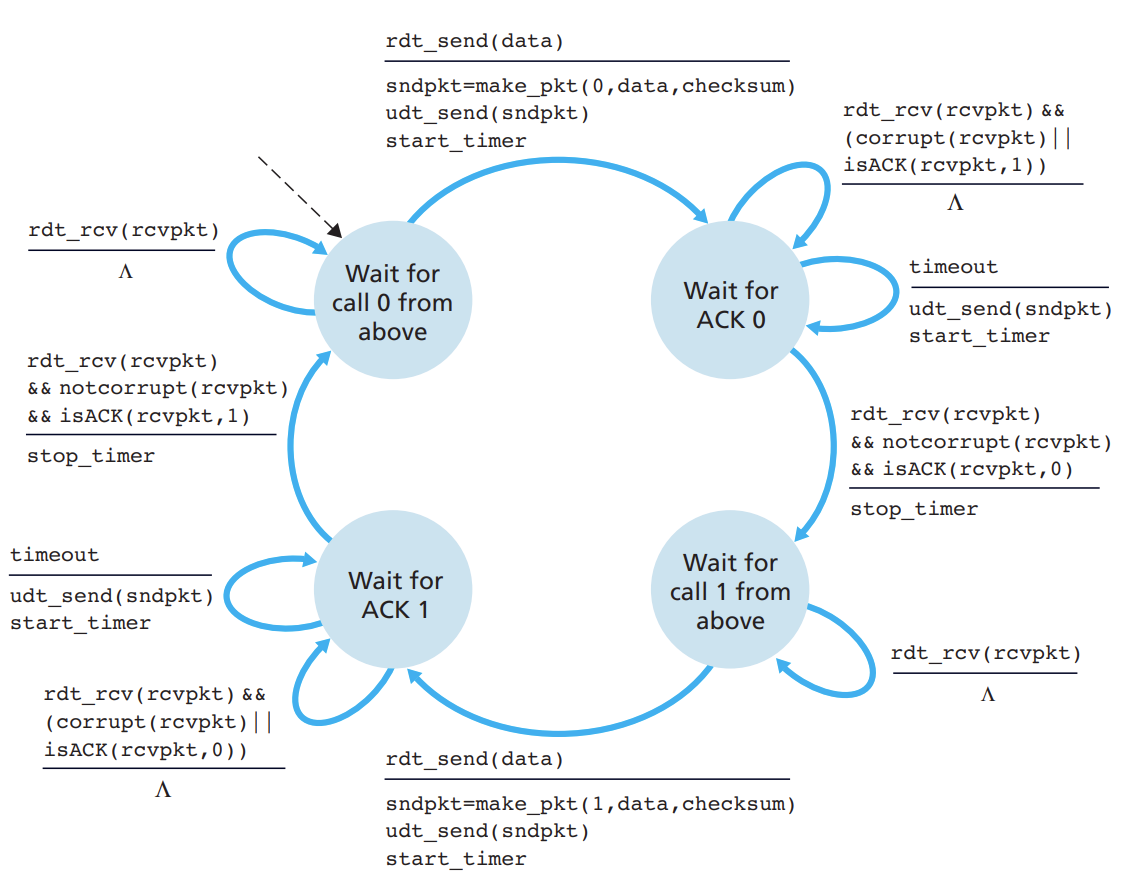 rdt_send(data)
sndpkt=make_pkt(0,data,checksum)
udt_send(sndpkt)
start_timer
rdt_rcv(rcvpkt) &&
(corrupt(rcvpkt)||
isACK(rcvpkt,1))
Λ
rdt_rcv(rcvpkt)
Λ
Wait for
call 0 from
above
Wait for
ACK 0
timeout
udt_send(sndpkt)
start_timer
rdt_rcv(rcvpkt)
&& notcorrupt(rcvpkt)
&& isACK(rcvpkt,1)
stop_timer
rdt_rcv(rcvpkt)
&& notcorrupt(rcvpkt)
&& isACK(rcvpkt,0)
stop_timer
timeout
udt_send(sndpkt)
start_timer
Wait for
ACK 1
Wait for
call 1 from
above
rdt_rcv(rcvpkt)
Λ
rdt_rcv(rcvpkt) &&
(corrupt(rcvpkt)||
isACK(rcvpkt,0))
Λ
rdt_send(data)
sndpkt=make_pkt(1,data,checksum)
udt_send(sndpkt)
start_timer